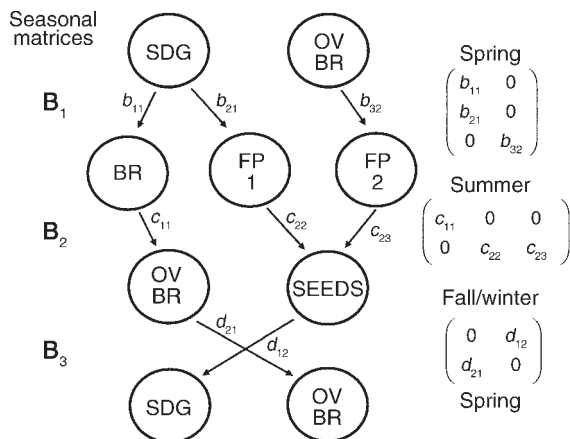 Seasonal
matrices
SDG
OV
BR
Spring
B₁
b₁₁
b₂₁
b₃₂
b₁₁ 0
b₂₁ 0
0 b₃₂
BR
FP
1
FP
2
Summer
B₂
c₁₁
c₂₂
c₂₃
c₁₁ 0 0
0 c₂₂ c₂₃
OV
BR
SEEDS
Fall/winter
B₃
d₂₁
d₁₂
0 d₁₂
d₂₁ 0
SDG
OV
BR
Spring